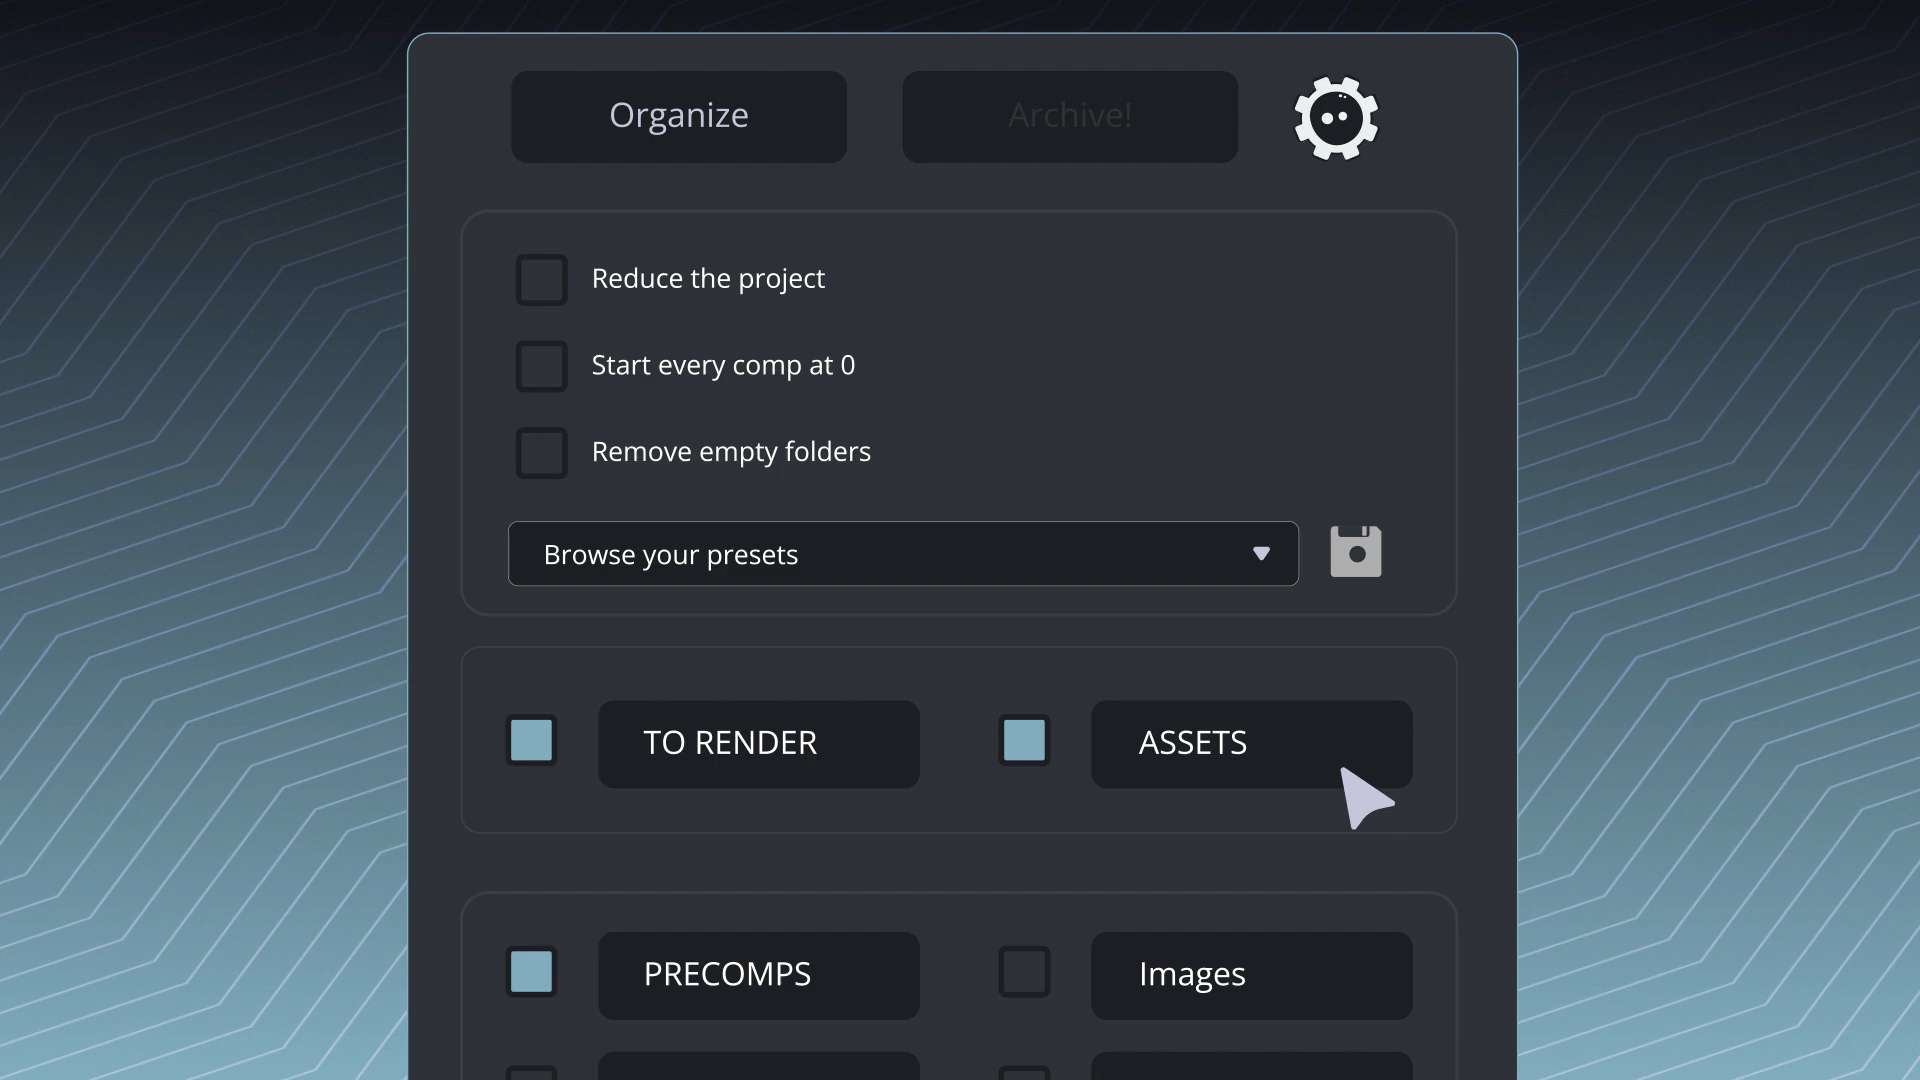 Organize
Archive!
Reduce the project
Start every comp at 0
Remove empty folders
Browse your presets
TO RENDER
ASSETS
PRECOMPS
Images